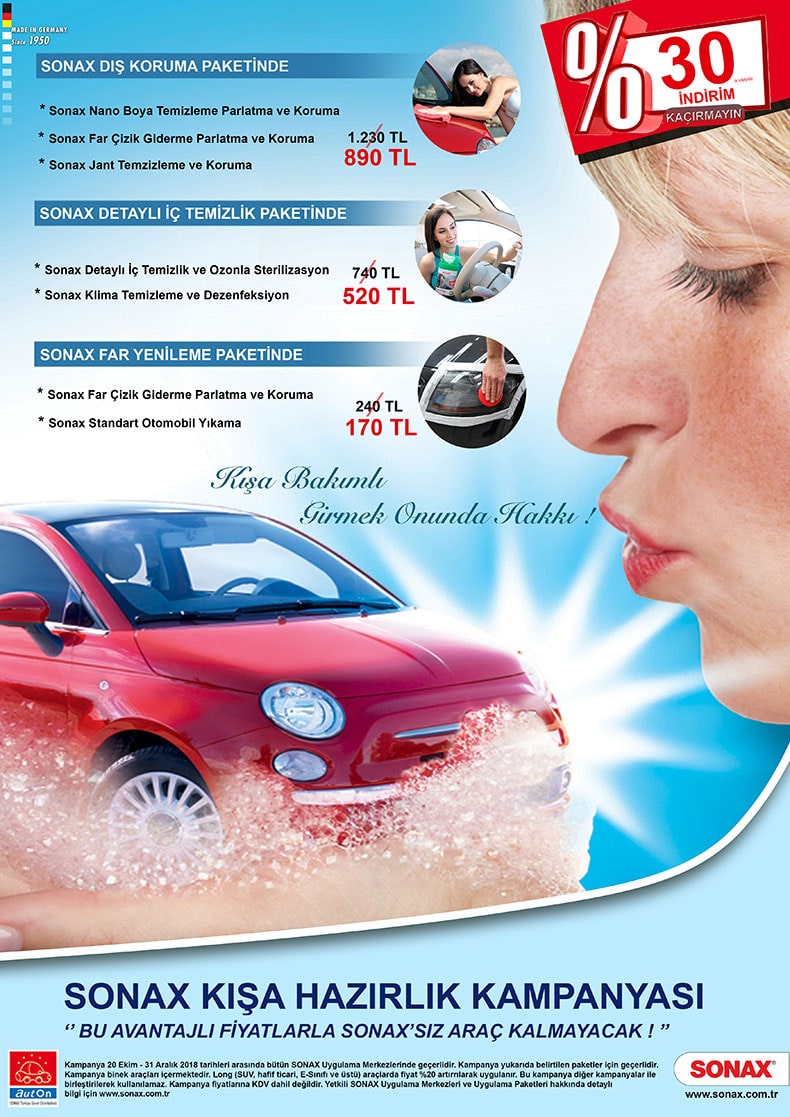 MADE IN GERMANY
Since 1950
% 30
İNDİRİM
KAÇIRMAYIN
SONAX DIŞ KORUMA PAKETİNDE
* Sonax Nano Boya Temizleme Parlatma ve Koruma
* Sonax Far Çizik Giderme Parlatma ve Koruma
* Sonax Jant Temzizleme ve Koruma
1.230 TL
890 TL
SONAX DETAYLI İÇ TEMİZLİK PAKETİNDE
* Sonax Detaylı İç Temizlik ve Ozonla Sterilizasyon
* Sonax Klima Temizleme ve Dezenfeksiyon
740 TL
520 TL
SONAX FAR YENİLEME PAKETİNDE
* Sonax Far Çizik Giderme Parlatma ve Koruma
* Sonax Standart Otomobil Yıkama
240 TL
170 TL
Kışa Bakımlı
Girmek Onunda Hakkı !
SONAX KIŞA HAZIRLIK KAMPANYASI
‘’ BU AVANTAJLI FİYATLARLA SONAX’SIZ ARAÇ KALMAYACAK ! ’’
Kampanya 20 Ekim - 31 Aralık 2018 tarihleri arasında bütün SONAX Uygulama Merkezlerinde geçerlidir. Kampanya yukarıda belirtilen paketler için geçerlidir.
Kampanya binek araçları içermektedir. Long (SUV, hafif ticari, E-Sınıfı ve üstü) araçlarda fiyat %20 artırılarak uygulanır. Bu kampanya diğer kampanyalar ile
birleştirilerek kullanılamaz. Kampanya fiyatlarına KDV dahil değildir. Yetkili SONAX Uygulama Merkezleri ve Uygulama Paketleri hakkında detaylı
bilgi için www.sonax.com.tr
autOn
SONAX Türkiye Genel Distribütörü
SONAX
www.sonax.com.tr